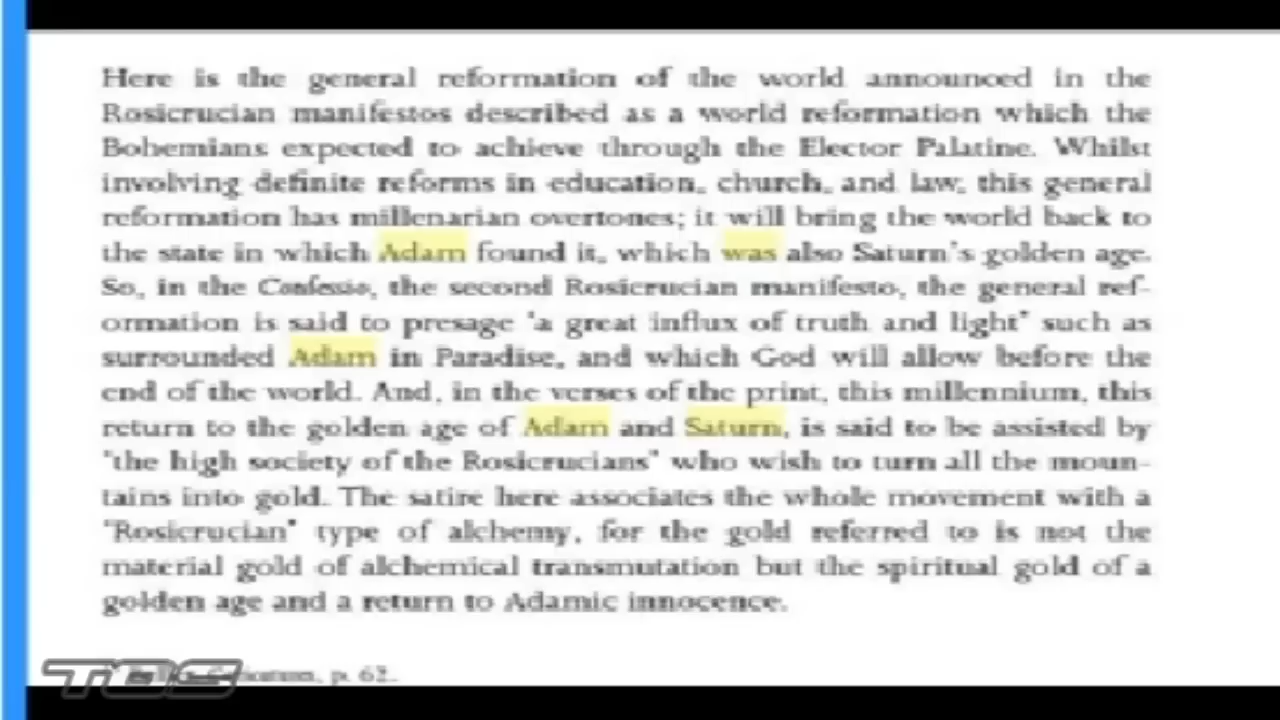 Here is the general reformation of the world announced in the
Rosicrucian manifestos described as a world reformation which the
Bohemians expected to achieve through the Elector Palatine. Whilst
involving definite reforms in education, church, and law, this general
reformation has millenarian overtones; it will bring the world back to
the state in which Adam found it, which was also Saturn's golden age.
So, in the Confessio, the second Rosicrucian manifesto, the general ref-
ormation is said to presage 'a great influx of truth and light' such as
surrounded Adam in Paradise, and which God will allow before the
end of the world. And, in the verses of the print, this millennium, this
return to the golden age of Adam and Saturn, is said to be assisted by
'the high society of the Rosicrucians' who wish to turn all the moun-
tains into gold. The satire here associates the whole movement with a
'Rosicrucian' type of alchemy, for the gold referred to is not the
material gold of alchemical transmutation but the spiritual gold of a
golden age and a return to Adamic innocence.
TOS p. 62.